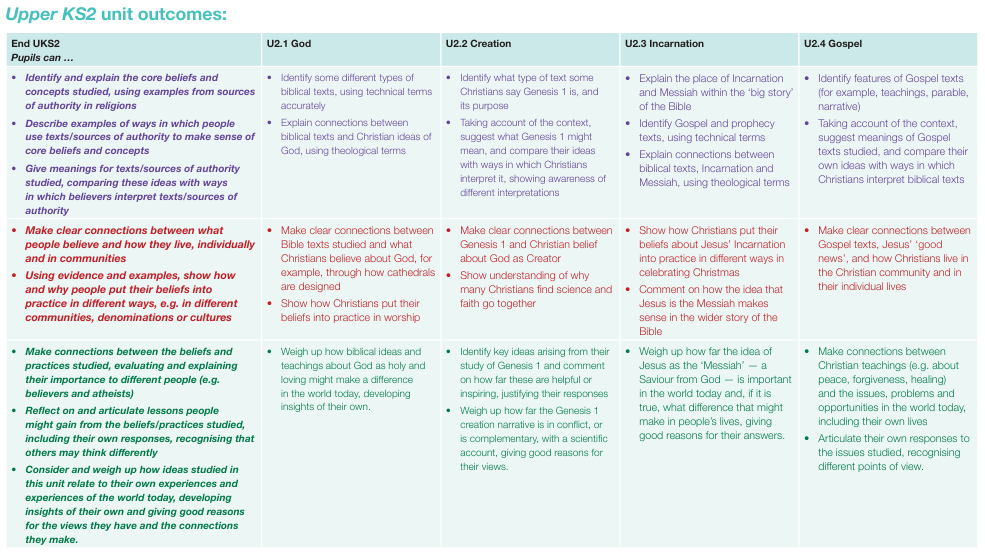 Upper KS2 unit outcomes:
End UKS2
Pupils can …
U2.1 God
U2.2 Creation
U2.3 Incarnation
U2.4 Gospel
• Identify and explain the core beliefs and
concepts studied, using examples from sources
of authority in religions
• Describe examples of ways in which people
use texts/sources of authority to make sense of
core beliefs and concepts
• Give meanings for texts/sources of authority
studied, comparing these ideas with ways
in which believers interpret texts/sources of
authority
• Identify some different types of
biblical texts, using technical terms
accurately
• Explain connections between
biblical texts and Christian ideas of
God, using theological terms
• Identify what type of text some
Christians say Genesis 1 is, and
its purpose
• Taking account of the context,
suggest what Genesis 1 might
mean, and compare their ideas
with ways in which Christians
interpret it, showing awareness of
different interpretations
• Explain the place of Incarnation
and Messiah within the ‘big story’
of the Bible
• Identify Gospel and prophecy
texts, using technical terms
• Explain connections between
biblical texts, Incarnation and
Messiah, using theological terms
• Identify features of Gospel texts
(for example, teachings, parable,
narrative)
• Taking account of the context,
suggest meanings of Gospel
texts studied, and compare their
own ideas with ways in which
Christians interpret biblical texts
• Make clear connections between what
people believe and how they live, individually
and in communities
• Using evidence and examples, show how
and why people put their beliefs into
practice in different ways, e.g. in different
communities, denominations or cultures
• Make clear connections between
Bible texts studied and what
Christians believe about God, for
example, through how cathedrals
are designed
• Show how Christians put their
beliefs into practice in worship
• Make clear connections between
Genesis 1 and Christian belief
about God as Creator
• Show understanding of why
many Christians find science and
faith go together
• Show how Christians put their
beliefs about Jesus’ Incarnation
into practice in different ways in
celebrating Christmas
• Comment on how the idea that
Jesus is the Messiah makes
sense in the wider story of the
Bible
• Make clear connections between
Gospel texts, Jesus’ ‘good
news’, and how Christians live in
the Christian community and in
their individual lives
• Make connections between the beliefs and
practices studied, evaluating and explaining
their importance to different people (e.g.
believers and atheists)
• Reflect on and articulate lessons people
might gain from the beliefs/practices studied,
including their own responses, recognising that
others may think differently
• Consider and weigh up how ideas studied in
this unit relate to their own experiences and
experiences of the world today, developing
insights of their own and giving good reasons
for the views they have and the connections
they make.
• Weigh up how biblical ideas and
teachings about God as holy and
loving might make a difference
in the world today, developing
insights of their own.
• Identify key ideas arising from their
study of Genesis 1 and comment
on how far these are helpful or
inspiring, justifying their responses
• Weigh up how far the Genesis 1
creation narrative is in conflict, or
is complementary, with a scientific
account, giving good reasons for
their views.
• Weigh up how far the idea of
Jesus as the ‘Messiah’ — a
Saviour from God — is important
in the world today and, if it is
true, what difference that might
make in people’s lives, giving
good reasons for their answers.
• Make connections between
Christian teachings (e.g. about
peace, forgiveness, healing)
and the issues, problems and
opportunities in the world today,
including their own lives
• Articulate their own responses to
the issues studied, recognising
different points of view.